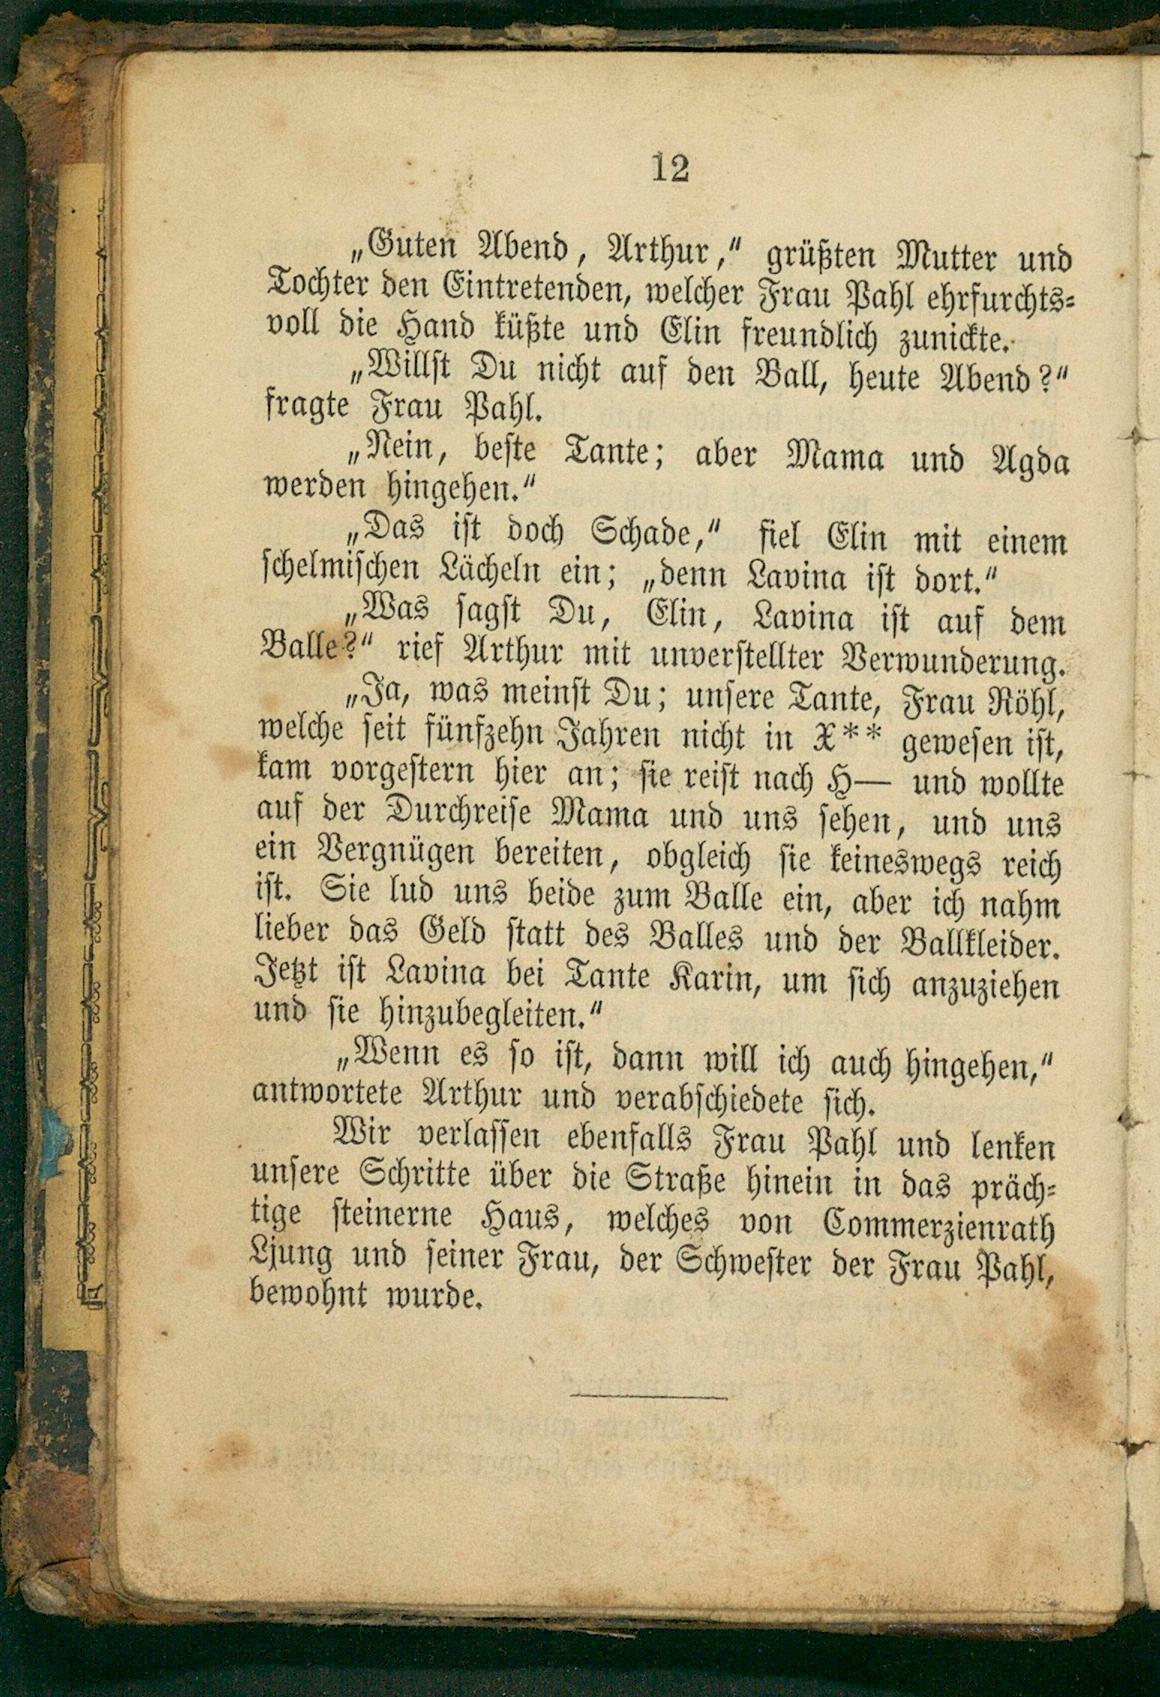 12
„Guten Abend, Arthur,“ grüßten Mutter und
Tochter den Eintretenden, welcher Frau Pahl ehrfurchts=
voll die Hand küßte und Elin freundlich zunickte.
„Willst Du nicht auf den Ball, heute Abend?“
fragte Frau Pahl.
„Nein, beste Tante; aber Mama und Agda
werden hingehen.“
„Das ist doch Schade,“ fiel Elin mit einem
schelmischen Lächeln ein; „denn Lavina ist dort.“
„Was sagst Du, Elin, Lavina ist auf dem
Balle?“ rief Arthur mit unverstellter Verwunderung.
„Ja, was meinst Du; unsere Tante, Frau Röhl,
welche seit fünfzehn Jahren nicht in X** gewesen ist,
kam vorgestern hier an; sie reist nach H— und wollte
auf der Durchreise Mama und uns sehen, und uns
ein Vergnügen bereiten, obgleich sie keineswegs reich
ist. Sie lud uns beide zum Balle ein, aber ich nahm
lieber das Geld statt des Balles und der Ballkleider.
Jetzt ist Lavina bei Tante Karin, um sich anzuziehen
und sie hinzubegleiten.“
„Wenn es so ist, dann will ich auch hingehen,“
antwortete Arthur und verabschiedete sich.
Wir verlassen ebenfalls Frau Pahl und lenken
unsere Schritte über die Straße hinein in das präch=
tige steinerne Haus, welches von Commerzienrath
Ljung und seiner Frau, der Schwester der Frau Pahl,
bewohnt wurde.